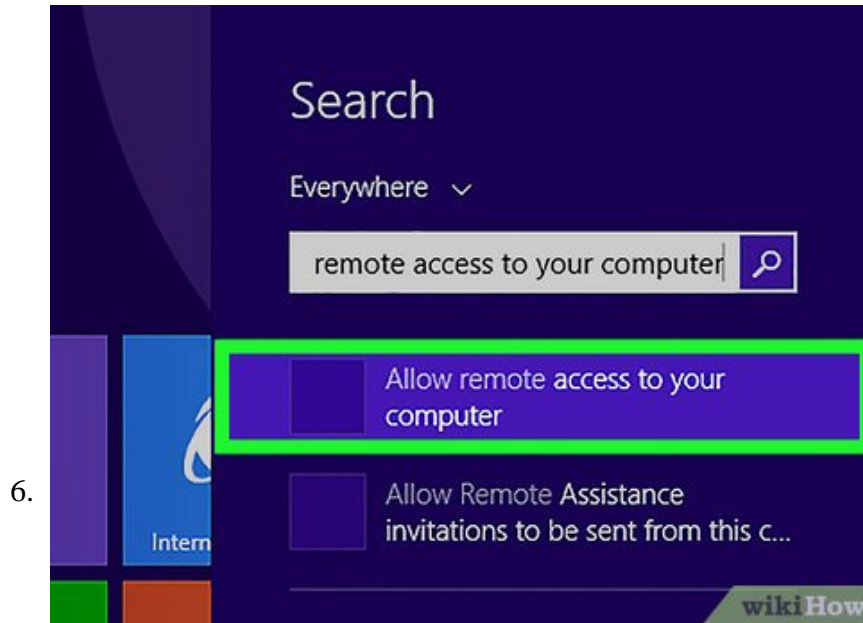 Search
Everywhere
remote access to your computer
Allow remote access to your
computer
Allow Remote Assistance
invitations to be sent from this c...
6.
Intern
wikiHow